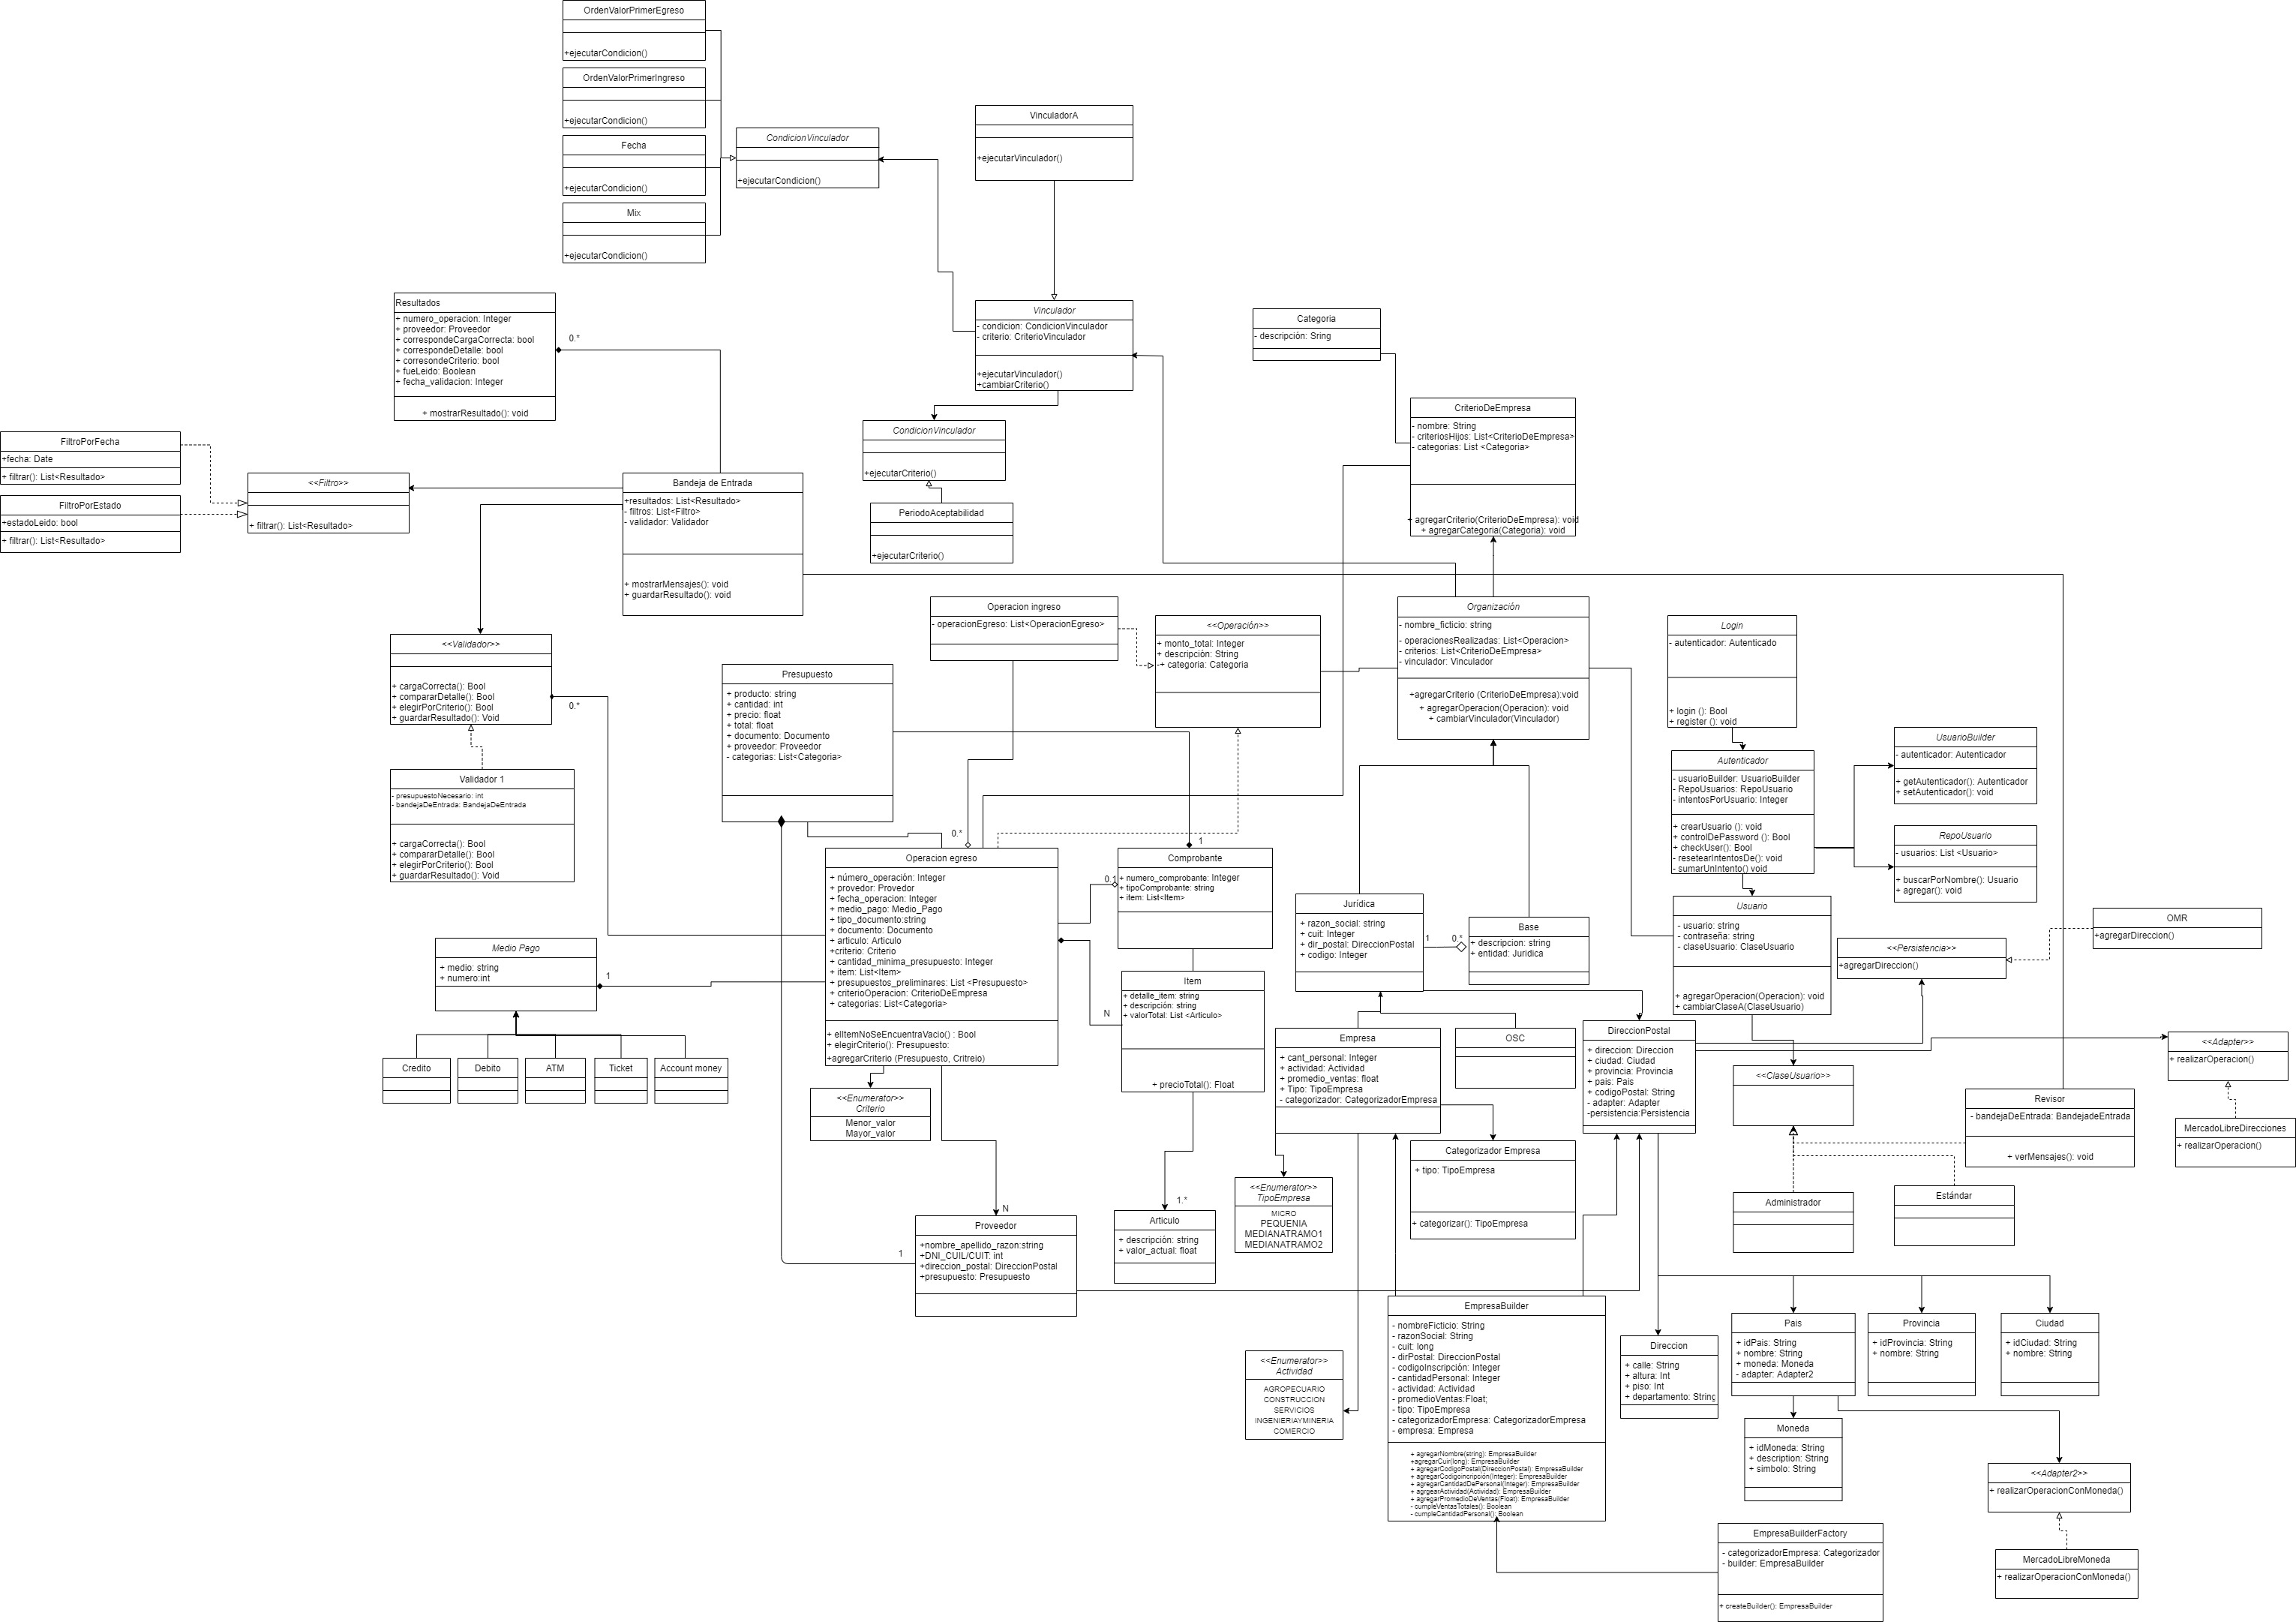 OrdenValorPrimerEgreso
+ejecutarCondicion()
OrdenValorPrimerIngreso
+ejecutarCondicion()
Fecha
+ejecutarCondicion()
Mix
+ejecutarCondicion()
CondicionVinculador
+ejecutarCondicion()
VinculadorA
+ejecutarVinculador()
Vinculador
- condicion: CondicionVinculador
- criterio: CriterioVinculador
+ejecutarVinculador()
+cambiarCriterio()
Resultados
+ numero_operacion: Integer
+ proveedor: Proveedor
+ correspondeCargaCorrecta: bool
+ correspondeDetalle: bool
+ corresondeCriterio: bool
+ fueLeido: Boolean
+ fecha_validacion: Integer
+ mostrarResultado(): void
0.*
Categoria
- descripción: Sring
CriterioDeEmpresa
- nombre: String
- criteriosHijos: List<CriterioDeEmpresa>
- categorias: List <Categoria>
+ agregarCriterio(CriterioDeEmpresa): void
+ agregarCategoria(Categoria): void
CondicionVinculador
+ejecutarCriterio()
PeriodoAceptabilidad
+ejecutarCriterio()
FiltroPorFecha
+fecha: Date
+ filtrar(): List<Resultado>
FiltroPorEstado
+estadoLeido: bool
+ filtrar(): List<Resultado>
<<Filtro>>
+ filtrar(): List<Resultado>
Bandeja de Entrada
+resultados: List<Resultado>
- filtros: List<Filtro>
- validador: Validador
+ mostrarMensajes(): void
+ guardarResultado(): void
<<Validador>>
+ cargaCorrecta(): Bool
+ compararDetalle(): Bool
+ elegirPorCriterio(): Bool
+ guardarResultado(): Void
0.*
Validador 1
- presupuestoNecesario: int
- bandejaDeEntrada: BandejaDeEntrada
+ cargaCorrecta(): Bool
+ compararDetalle(): Bool
+ elegirPorCriterio(): Bool
+ guardarResultado(): Void
Operacion ingreso
- operacionEgreso: List<OperacionEgreso>
<<Operación>>
+ monto_total: Integer
+ descripción: String
+ categoria: Categoria
Organización
- nombre_ficticio: string
- operacionesRealizadas: List<Operacion>
- criterios: List<CriterioDeEmpresa>
- vinculador: Vinculador
+agregarCriterio (CriterioDeEmpresa):void
+ agregarOperacion(Operacion): void
+ cambiarVinculador(Vinculador)
Login
- autenticador: Autenticado
+ login (): Bool
+ register (): void
Presupuesto
+ producto: string
+ cantidad: int
+ precio: float
+ total: float
+ documento: Documento
+ proveedor: Proveedor
- categorias: List<Categoria>
Autenticador
- usuarioBuilder: UsuarioBuilder
- RepoUsuarios: RepoUsuario
- intentosPorUsuario: Integer
+ crearUsuario (): void
+ controlDePassword (): Bool
+ checkUser(): Bool
- resetearIntentosDe(): void
- sumarUnIntento() void
UsuarioBuilder
- autenticador: Autenticador
+ getAutenticador(): Autenticador
+ setAutenticador(): void
RepoUsuario
- usuarios: List <Usuario>
+ buscarPorNombre(): Usuario
+ agregar(): void
0.*
Operacion egreso
+ número_operación: Integer
+ provedor: Provedor
+ fecha_operacion: Integer
+ medio_pago: Medio_Pago
+ tipo_documento:string
+ documento: Documento
+ articulo: Articulo
+criterio: Criterio
+ cantidad_minima_presupuesto: Integer
+ item: List<Item>
+ presupuestos_preliminares: List <Presupuesto>
+ criterioOperacion: CriterioDeEmpresa
+ categorias: List<Categoria>
+ elItemNoSeEncuentraVacio() : Bool
+ elegirCriterio(): Presupuesto:
+agregarCriterio (Presupuesto, Critreio)
1
Comprobante
+ numero_comprobante: Integer
+ tipoComprobante: string
+ item: List<Item>
0.1
N
Item
+ detalle_item: string
+ descripción: string
+ valorTotal: List <Articulo>
+ precioTotal(): Float
Jurídica
+ razon_social: string
+ cuit: Integer
+ dir_postal: DireccionPostal
+ codigo: Integer
1
0.*
Base
+ descripcion: string
+ entidad: Juridica
Usuario
- usuario: string
- contraseña: string
- claseUsuario: ClaseUsuario
+ agregarOperacion(Operacion): void
+ cambiarClaseA(ClaseUsuario)
<<Persistencia>>
+agregarDireccion()
OMR
+agregarDireccion()
Medio Pago
+ medio: string
+ numero:int
1
Credito
Debito
ATM
Ticket
Account money
<<Enumerator>>
Criterio
Menor_valor
Mayor_valor
Empresa
+ cant_personal: Integer
+ actividad: Actividad
+ promedio_ventas: float
+ Tipo: TipoEmpresa
- categorizador: CategorizadorEmpresa
OSC
DireccionPostal
+ direccion: Direccion
+ ciudad: Ciudad
+ provincia: Provincia
+ pais: Pais
+ codigoPostal: String
- adapter: Adapter
-persistencia:Persistencia
<<ClaseUsuario>>
<<Adapter>>
+ realizarOperacion()
MercadoLibreDirecciones
+ realizarOperacion()
Revisor
- bandejaDeEntrada: BandejadeEntrada
+ verMensajes(): void
Administrador
Estándar
Categorizador Empresa
+ tipo: TipoEmpresa
+ categorizar(): TipoEmpresa
<<Enumerator>>
TipoEmpresa
MICRO
PEQUENIA
MEDIANATRAMO1
MEDIANATRAMO2
N
Proveedor
+nombre_apellido_razon:string
+DNI_CUIL/CUIT: int
+direccion_postal: DireccionPostal
+presupuesto: Presupuesto
1
1.*
Articulo
+ descripción: string
+ valor_actual: float
<<Enumerator>>
Actividad
AGROPECUARIO
CONSTRUCCION
SERVICIOS
INGENIERIAYMINERIA
COMERCIO
EmpresaBuilder
- nombreFicticio: String
- razonSocial: String
- cuit: long
- dirPostal: DireccionPostal
- codigoInscripción: Integer
- cantidadPersonal: Integer
- actividad: Actividad
- promedioVentas:Float;
- tipo: TipoEmpresa
- categorizadorEmpresa: CategorizadorEmpresa
- empresa: Empresa
+ agregarNombre(string): EmpresaBuilder
+agregarCuir(long): EmpresaBuilder
+ agregarCodigoPostal(DireccionPostal): EmpresaBuilder
+ agregarCodigoIncripción(Integer): EmpresaBuilder
+ agregarCantidadDePersonal(Integer): EmpresaBuilder
+ agrgearActividad(Actividad): EmpresaBuilder
+ agregarPromedioDeVentas(Float): EmpresaBuilder
- cumpleVentasTotales(): Boolean
- cumpleCantidadPersonal(): Boolean
Direccion
+ calle: String
+ altura: Int
+ piso: Int
+ departamento: String
Pais
+ idPais: String
+ nombre: String
+ moneda: Moneda
- adapter: Adapter2
Provincia
+ idProvincia: String
+ nombre: String
Ciudad
+ idCiudad: String
+ nombre: String
Moneda
+ idMoneda: String
+ description: String
+ simbolo: String
<<Adapter2>>
+ realizarOperacionConMoneda()
MercadoLibreMoneda
+ realizarOperacionConMoneda()
EmpresaBuilderFactory
- categorizadorEmpresa: Categorizador
- builder: EmpresaBuilder
+ createBuilder(): EmpresaBuilder